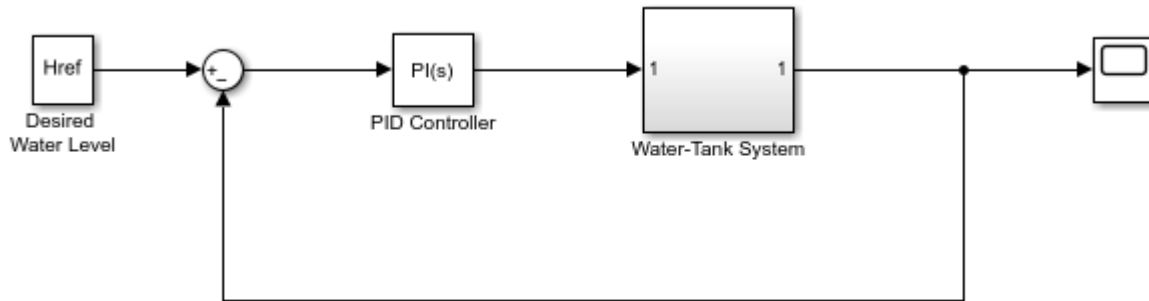 Href
Desired
Water Level
+
−
PI(s)
PID Controller
1
1
Water-Tank System